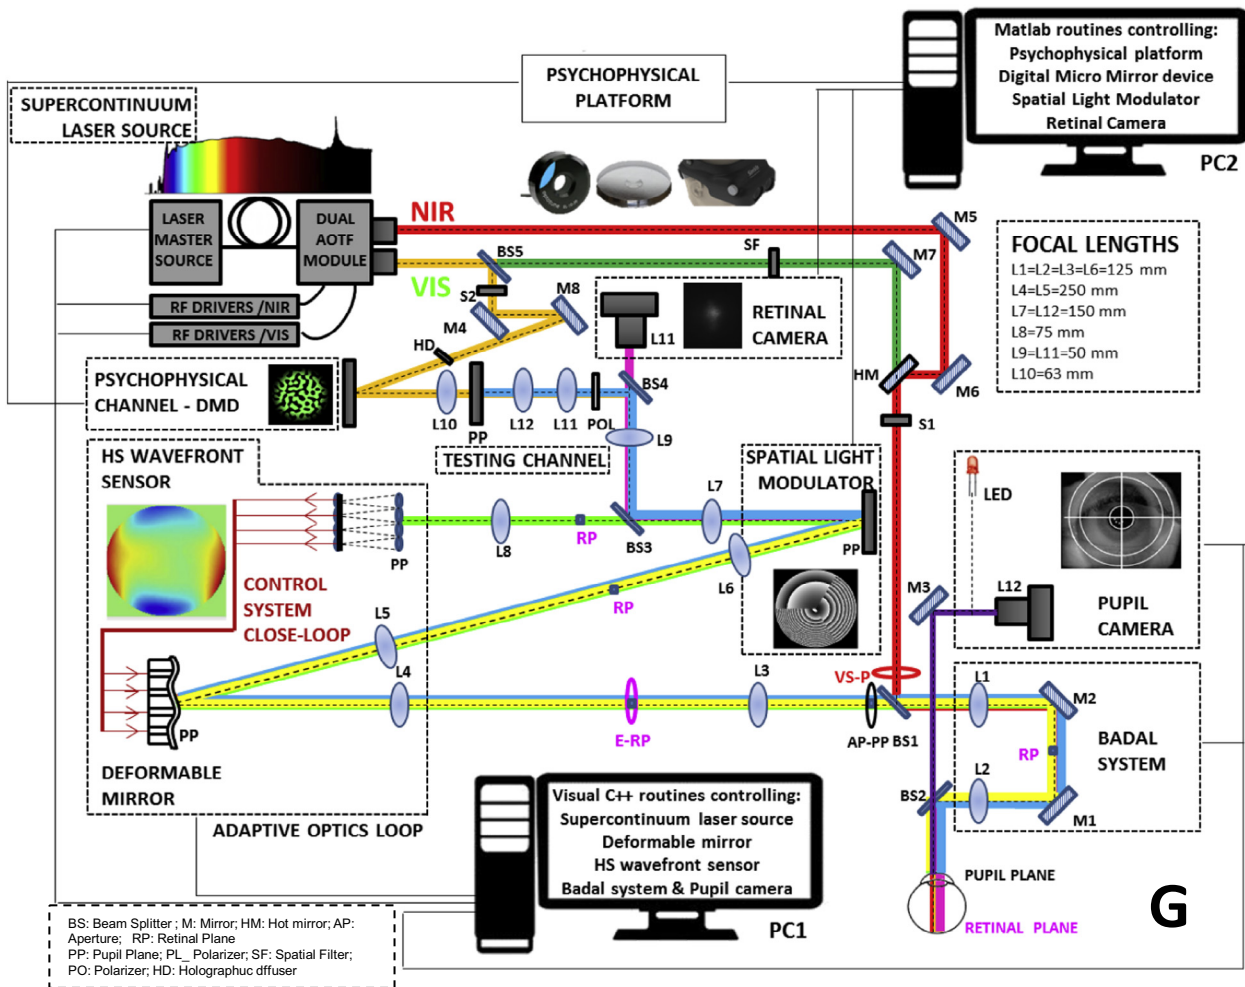 SUPERCONTINUUM
LASER SOURCE
PSYCHOPHYSICAL
PLATFORM
Matlab routines controlling:
Psychophysical platform
Digital Micro Mirror device
Spatial Light Modulator
Retinal Camera
PC2
LASER
MASTER
SOURCE
DUAL
AOTF
MODULE
NIR
VIS
RF DRIVERS /NIR
RF DRIVERS /VIS
BS5
S2
M4
M8
HD
SF
M7
M5
M6
HM
S1
FOCAL LENGTHS
L1=L2=L3=L6=125 mm
L4=L5=250 mm
L7=L12=150 mm
L8=75 mm
L9=L11=50 mm
L10=63 mm
L11
RETINAL
CAMERA
BS4
PSYCHOPHYSICAL
CHANNEL - DMD
L10
PP
L12
L11
POL
L9
TESTING CHANNEL
HS WAVEFRONT
SENSOR
PP
L8
RP
BS3
L7
SPATIAL LIGHT
MODULATOR
PP
L6
RP
L5
CONTROL
SYSTEM
CLOSE-LOOP
LED
M3
L12
PUPIL
CAMERA
PP
L4
E-RP
L3
VS-P
AP-PP
BS1
L1
M2
RP
BADAL
SYSTEM
L2
BS2
M1
DEFORMABLE
MIRROR
ADAPTIVE OPTICS LOOP
Visual C++ routines controlling:
Supercontinuum laser source
Deformable mirror
HS wavefront sensor
Badal system & Pupil camera
PC1
PUPIL PLANE
RETINAL PLANE
G
BS: Beam Splitter ; M: Mirror; HM: Hot mirror; AP:
Aperture; RP: Retinal Plane
PP: Pupil Plane; PL_ Polarizer; SF: Spatial Filter;
PO: Polarizer; HD: Holographuc dffuser